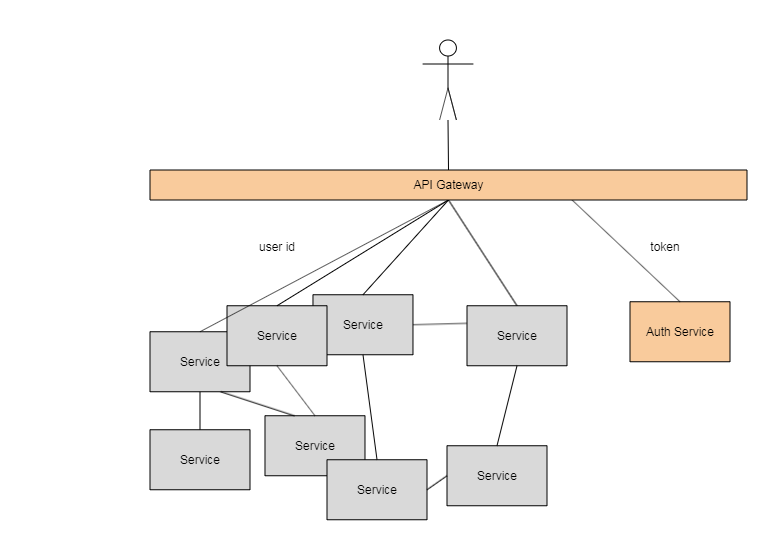 API Gateway
user id
token
Service
Service
Service
Service
Auth Service
Service
Service
Service
Service